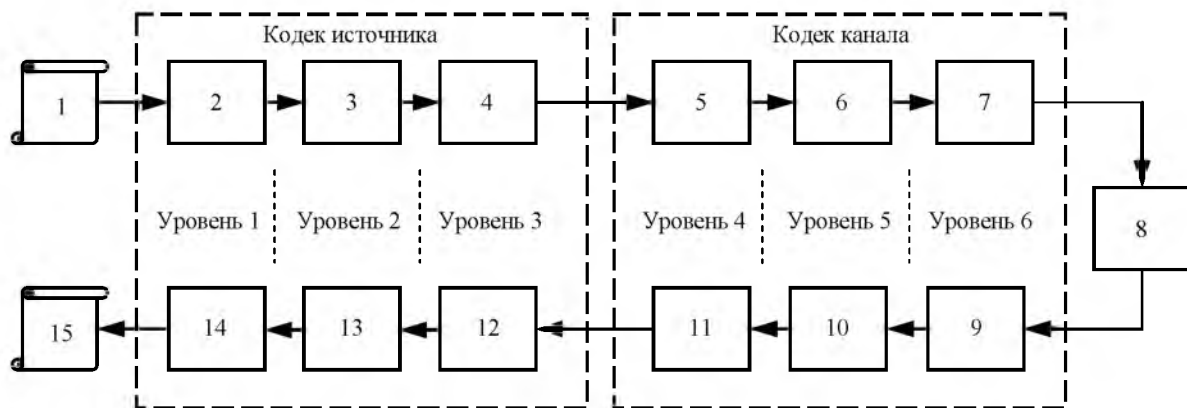 Кодек источника
Кодек канала
1
2
3
4
5
6
7
Уровень 1
Уровень 2
Уровень 3
Уровень 4
Уровень 5
Уровень 6
8
15
14
13
12
11
10
9